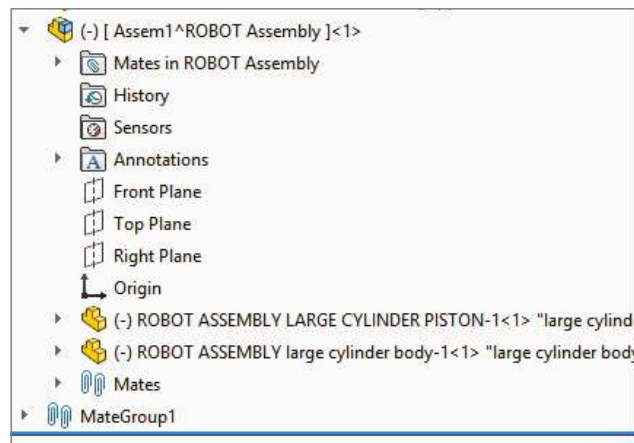 (-) [ Assem1^ROBOT Assembly ]<1>
Mates in ROBOT Assembly
History
Sensors
A Annotations
Front Plane
Top Plane
Right Plane
Origin
(-) ROBOT ASSEMBLY LARGE CYLINDER PISTON-1<1> "large cylind
(-) ROBOT ASSEMBLY large cylinder body-1<1> "large cylinder body
Mates
MateGroup1